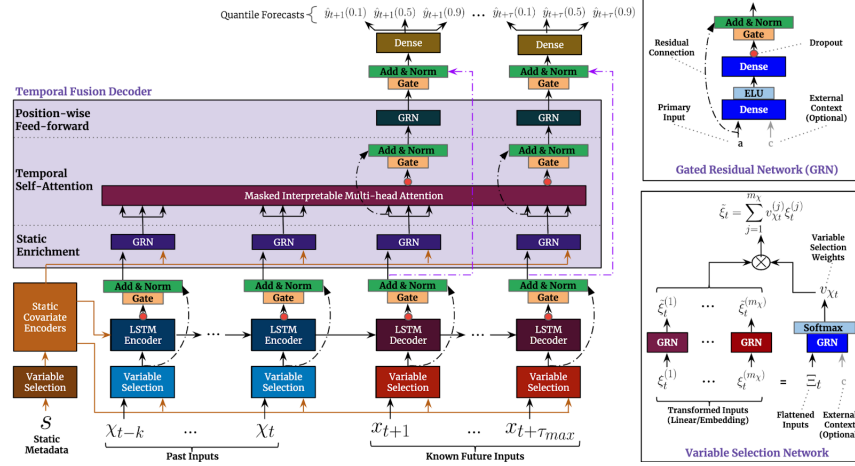 Quantile Forecasts
ŷt+1(0.1) ŷt+1(0.5) ŷt+1(0.9) ... ŷt+τ(0.1) ŷt+τ(0.5) ŷt+τ(0.9)
Dense Dense
Add & Norm Add & Norm
Gate Gate
Temporal Fusion Decoder
Position-wise
Feed-forward
GRN GRN
Add & Norm Add & Norm
Gate Gate
Temporal
Self-Attention
Masked Interpretable Multi-head Attention
Static
Enrichment
GRN GRN GRN GRN
Add & Norm Add & Norm Add & Norm Add & Norm
Gate Gate Gate Gate
Static
Covariate
Encoders
LSTM
Encoder
...
LSTM
Encoder
LSTM
Decoder
...
LSTM
Decoder
Variable
Selection
Variable
Selection
Variable
Selection
Variable
Selection
Variable
Selection
s
Static
Metadata
χt−k ... χt
Past Inputs
xt+1 ... xt+τmax
Known Future Inputs
Add & Norm
Gate
Residual
Connection
Dropout
Dense
ELU
Dense
Primary
Input
External
Context
(Optional)
a c
Gated Residual Network (GRN)
ξ̃t = ∑ j=1 mχ vχt(j) ξ̃t(j)
Variable
Selection
Weights
⊗
vχt
ξ̃t(1) ... ξ̃t(mχ)
Softmax
GRN GRN GRN
ξt(1) ... ξt(mχ) = Ξt c
Transformed Inputs
(Linear/Embedding)
Flattened
Inputs
External
Context
(Optional)
Variable Selection Network